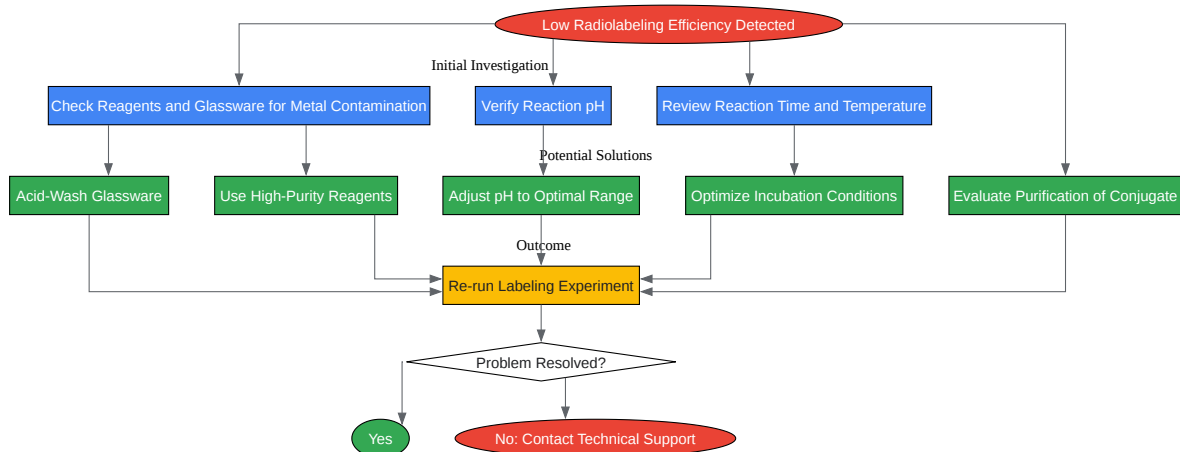 Low Radiolabeling Efficiency Detected
Initial Investigation
Check Reagents and Glassware for Metal Contamination
Verify Reaction pH
Review Reaction Time and Temperature
Potential Solutions
Acid-Wash Glassware
Use High-Purity Reagents
Adjust pH to Optimal Range
Optimize Incubation Conditions
Evaluate Purification of Conjugate
Outcome
Re-run Labeling Experiment
Problem Resolved?
Yes
No: Contact Technical Support